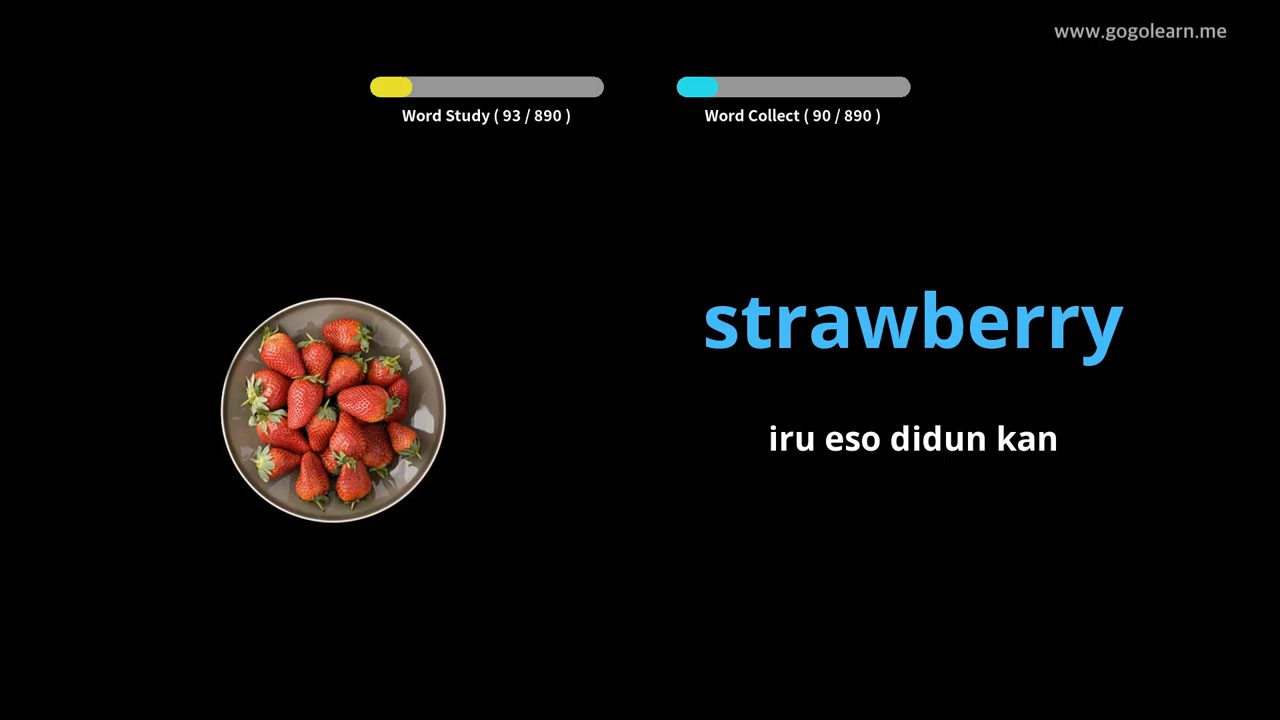 www.gogolearn.me
Word Study ( 93 / 890 )
Word Collect ( 90 / 890 )
strawberry
iru eso didun kan